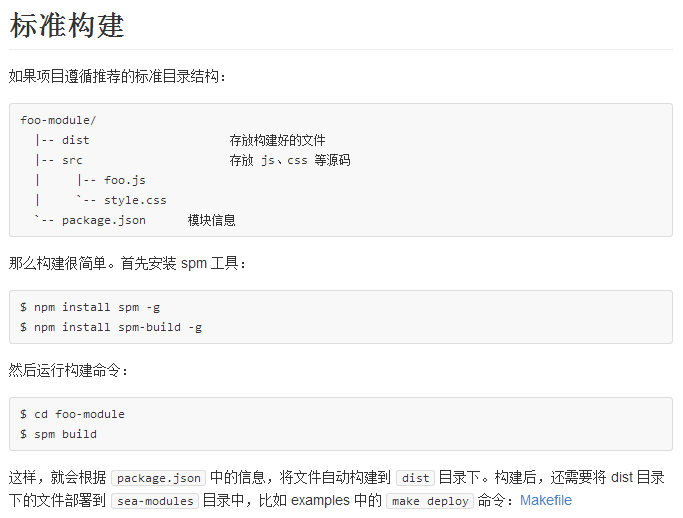 标准构建
如果项目遵循推荐的标准目录结构：
foo-module/
  |-- dist                    存放构建好的文件
  |-- src                     存放 js、css 等源码
  |     |-- foo.js
  |     `-- style.css
  `-- package.json      模块信息
那么构建很简单。首先安装 spm 工具：
$ npm install spm -g
$ npm install spm-build -g
然后运行构建命令：
$ cd foo-module
$ spm build
这样，就会根据 package.json 中的信息，将文件自动构建到 dist 目录下。构建后，还需要将 dist 目录
下的文件部署到 sea-modules 目录中，比如 examples 中的 make deploy 命令：Makefile